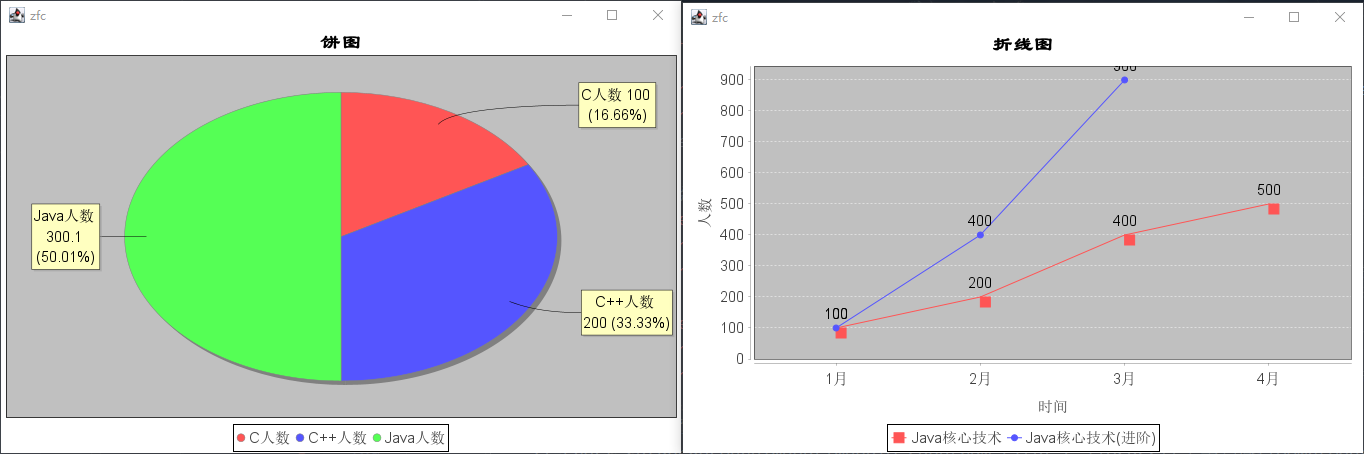 zfc
饼图
C人数 100
(16.66%)
Java人数
300.1
(50.01%)
C++人数
200 (33.33%)
C人数 C++人数 Java人数
zfc
折线图
人数
900
800
700
600
500
400
300
200
100
0
900
500
400
400
200
100
1月 2月 3月 4月
时间
Java核心技术 Java核心技术(进阶)